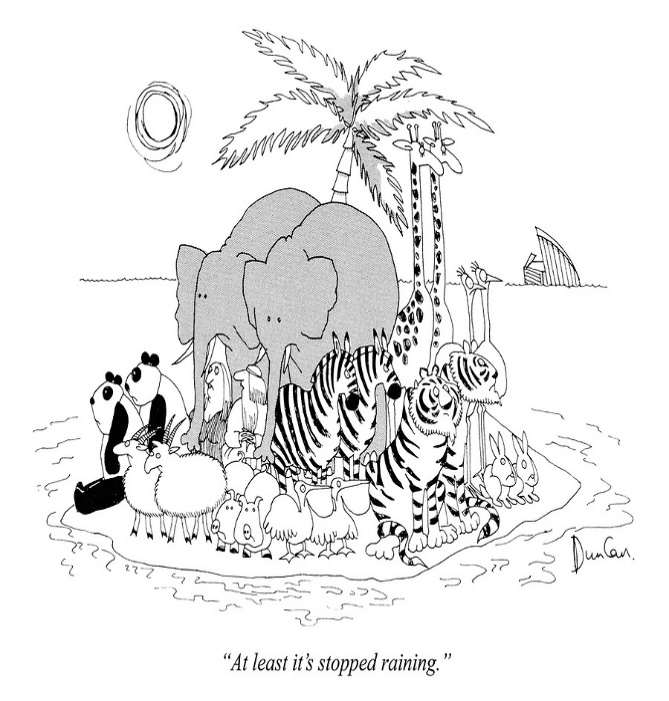 Duncan.
“At least it’s stopped raining.”